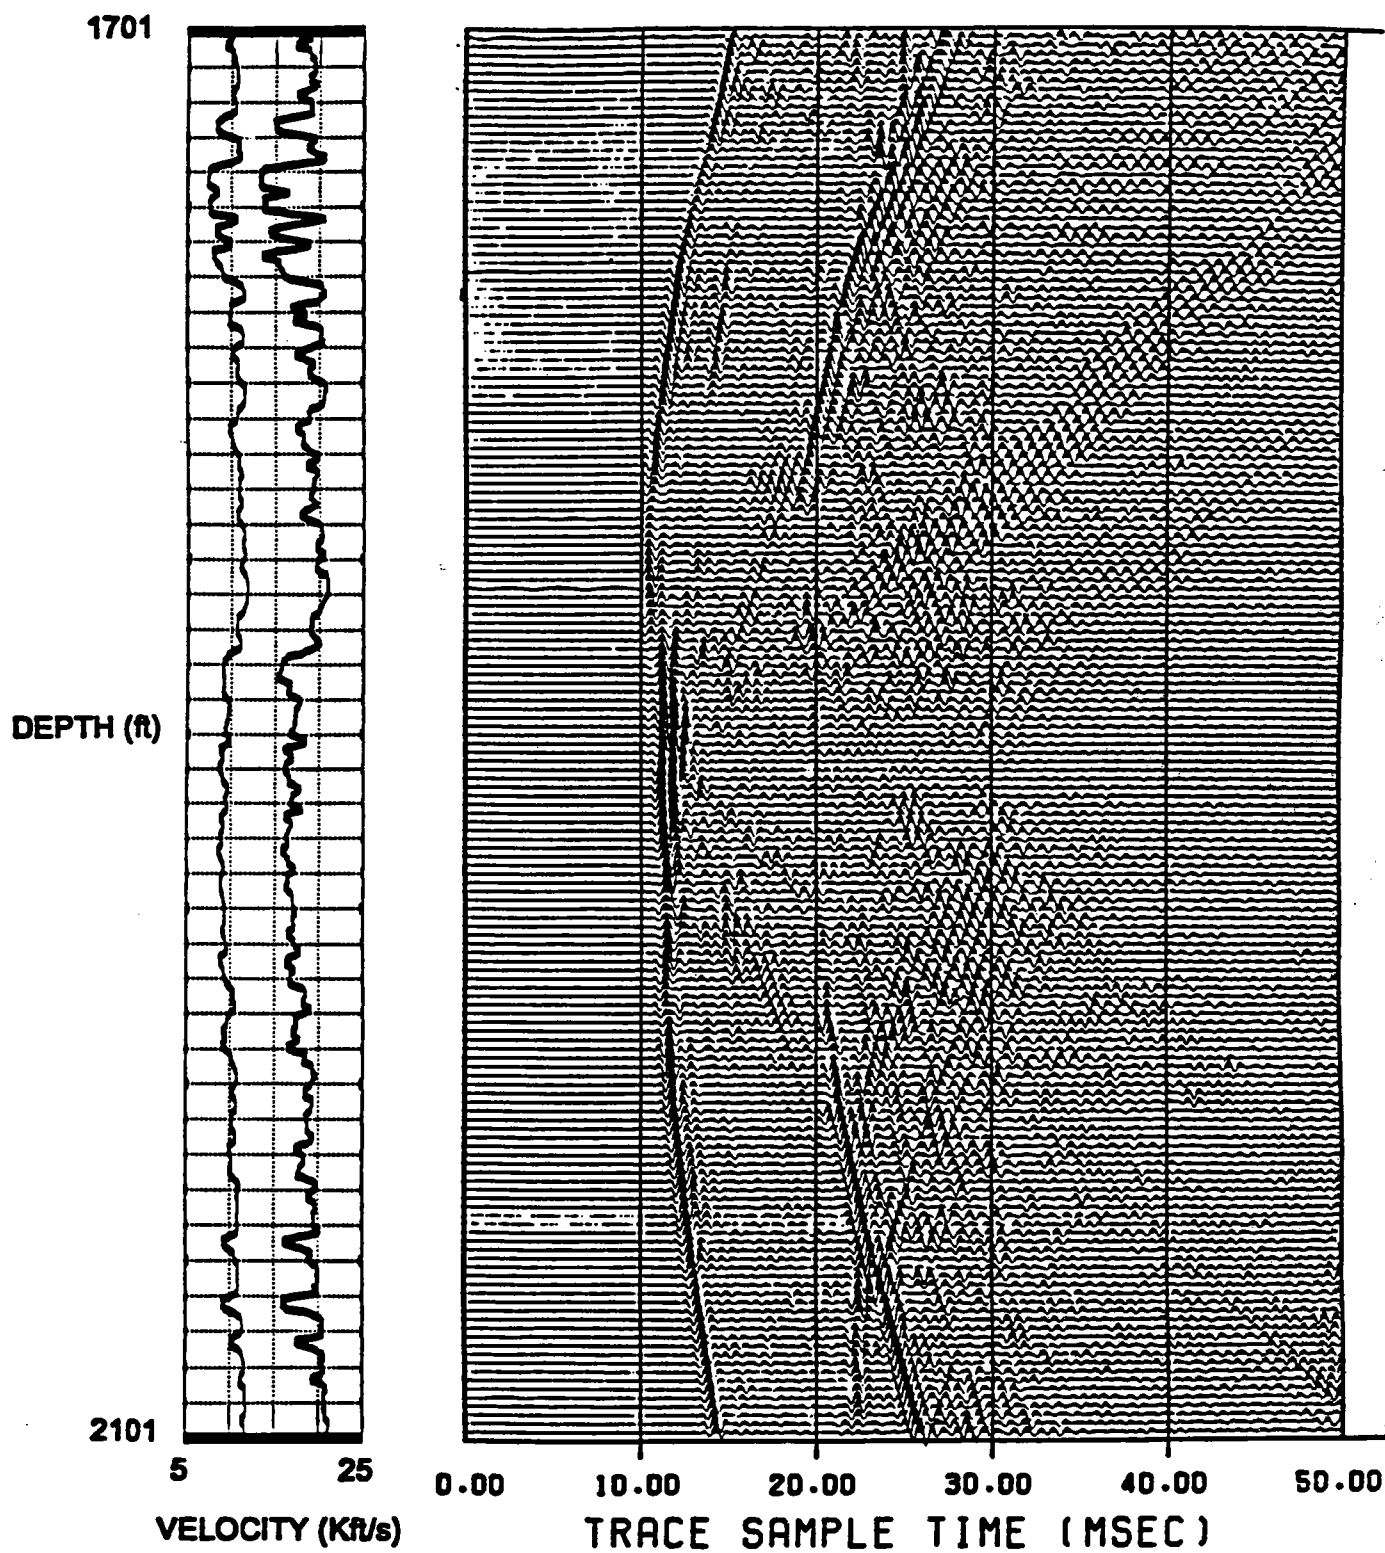 1701
DEPTH (ft)
2101
5 25
VELOCITY (Kft/s)
0.00 10.00 20.00 30.00 40.00 50.00
TRACE SAMPLE TIME (MSEC)